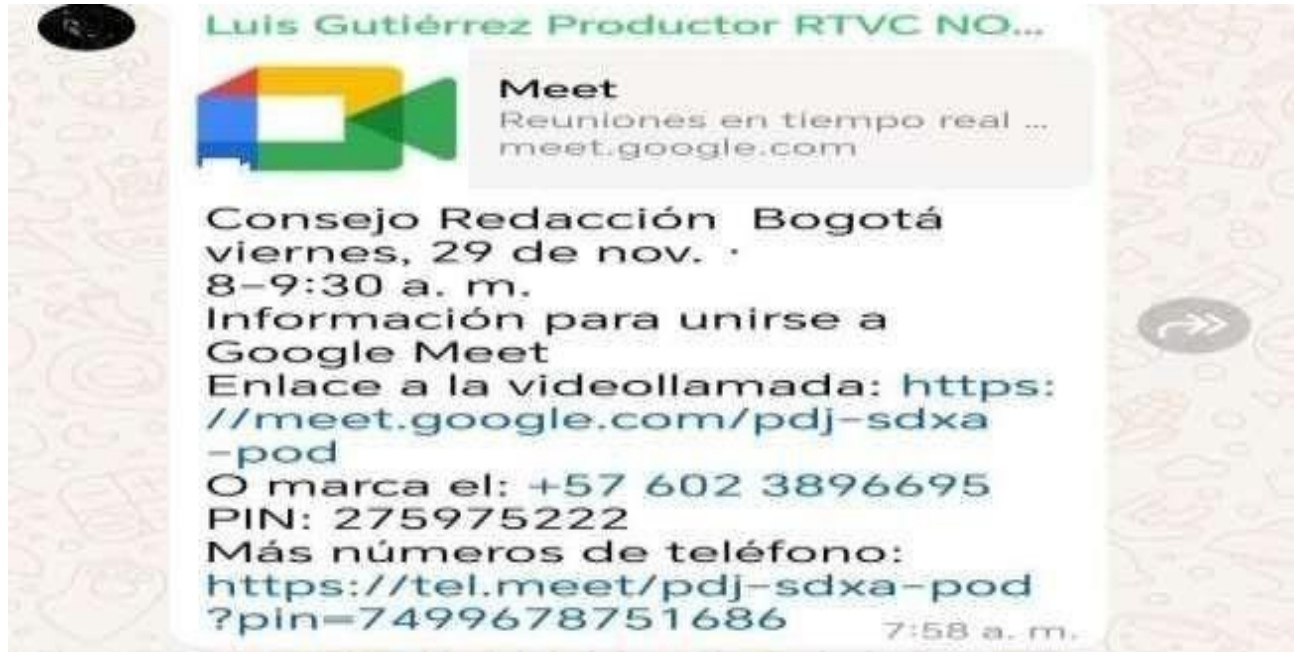 Luis Gutiérrez Productor RTVC NO...
Meet
Reuniones en tiempo real ...
meet.google.com
Consejo Redacción Bogotá
viernes, 29 de nov. ·
8–9:30 a. m.
Información para unirse a
Google Meet
Enlace a la videollamada: https:
//meet.google.com/pdj-sdxa
-pod
O marca el: +57 602 3896695
PIN: 275975222
Más números de teléfono:
https://tel.meet/pdj-sdxa-pod
?pin=7499678751686
7:58 a. m.